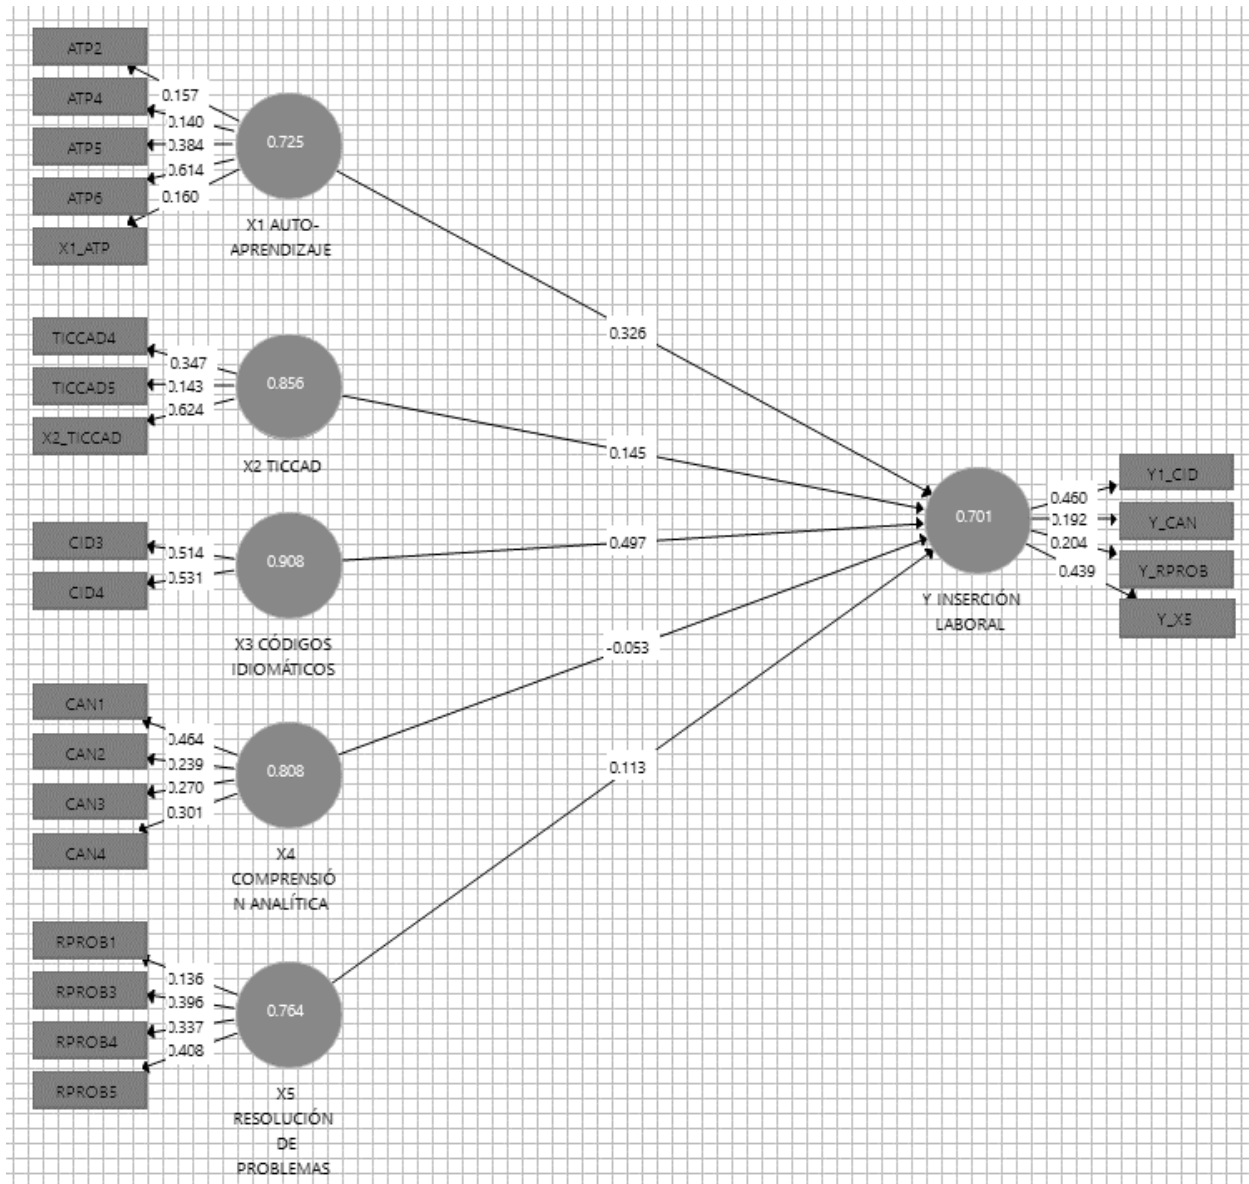 ATP2
0.157
ATP4
0.140
ATP5
0.384
0.725
0.614
ATP6
0.160
X1_ATP
X1 AUTO-
APRENDIZAJE
0.326
TICCAD4
0.347
TICCAD5
0.143
0.856
0.624
X2_TICCAD
X2 TICCAD
0.145
CID3
0.514
CID4
0.531
0.908
X3 CÓDIGOS
IDIOMÁTICOS
0.497
CAN1
0.464
CAN2
0.239
0.808
0.270
CAN3
0.301
CAN4
X4
COMPRENSIÓ
N ANALÍTICA
-0.053
RPROB1
0.136
RPROB3
0.396
0.764
0.337
RPROB4
0.408
RPROB5
X5
RESOLUCIÓN
DE
PROBLEMAS
0.113
0.701
Y INSERCIÓN
LABORAL
Y1_CID
0.460
Y_CAN
0.192
0.204
Y_RPROB
0.439
Y_X5